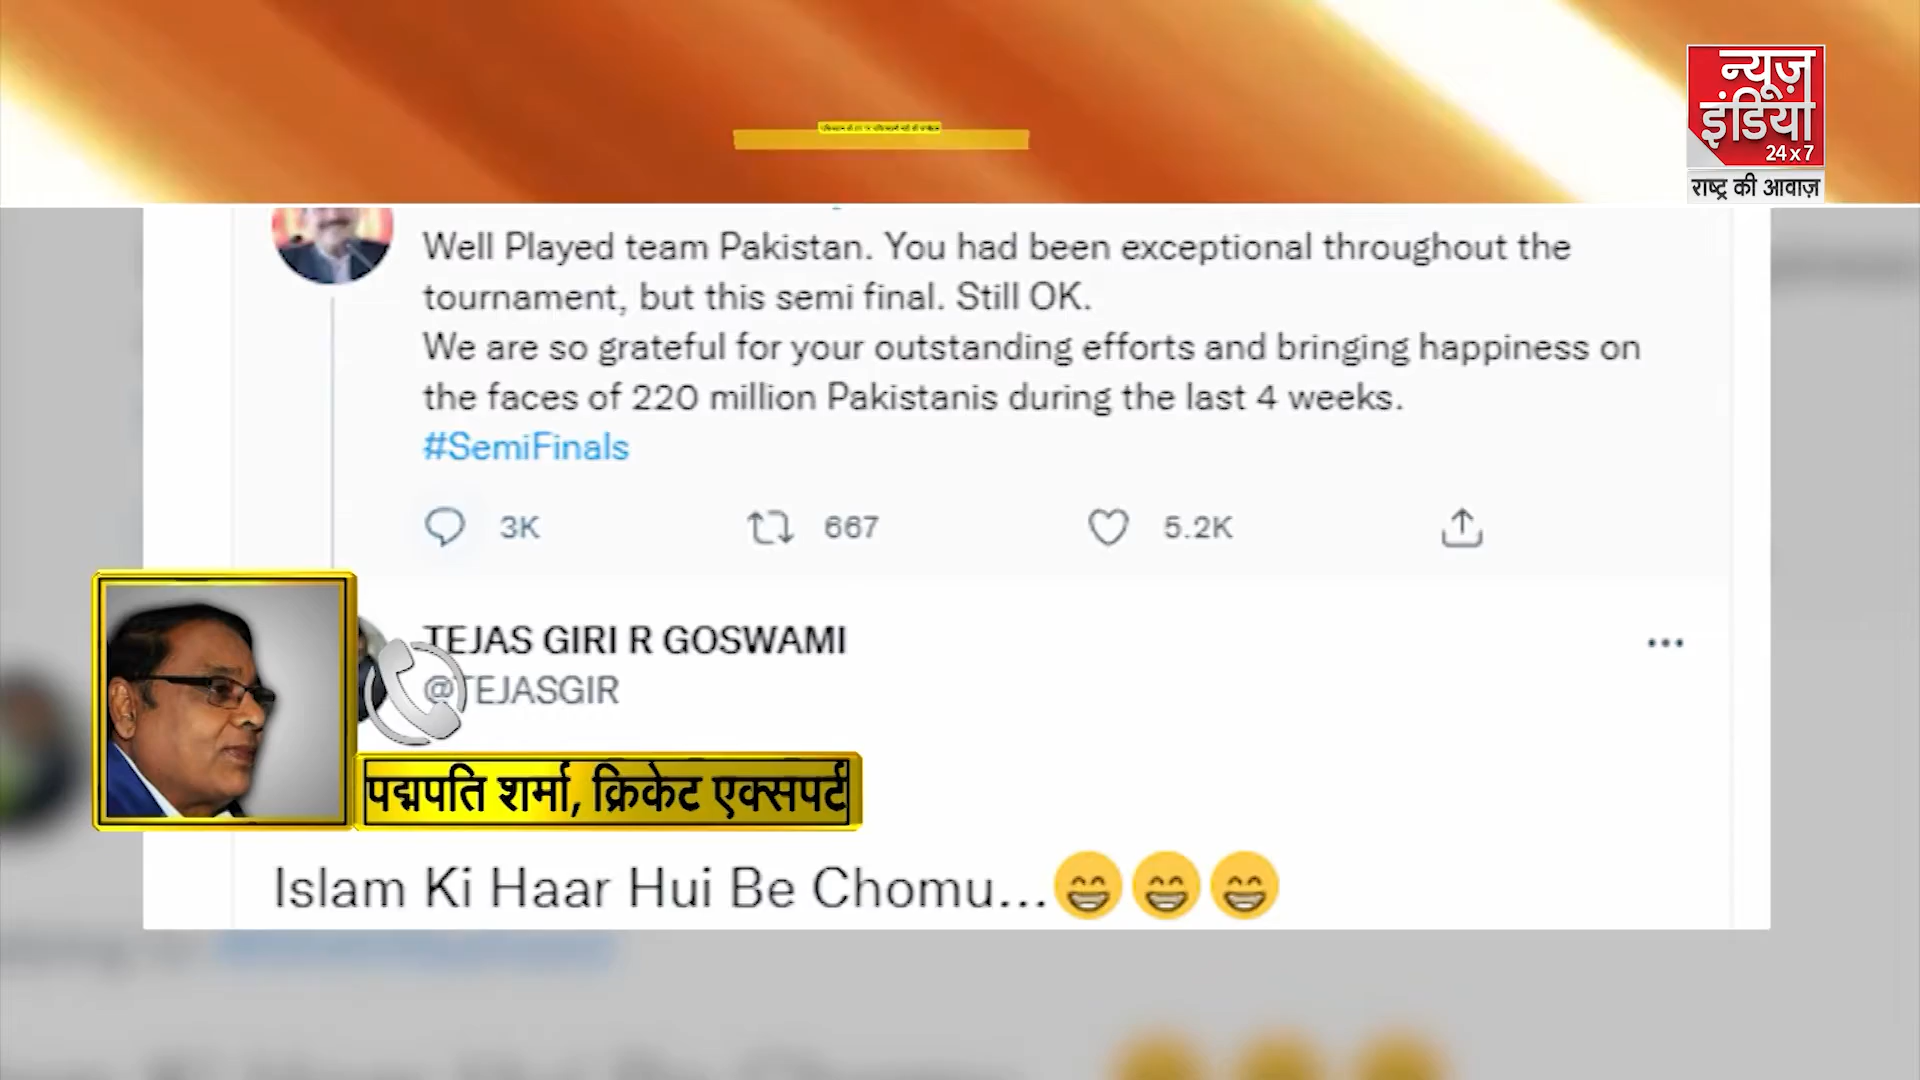 न्यूज़
इंडिया
24x7
राष्ट्र की आवाज़
Well Played team Pakistan. You had been exceptional throughout the
tournament, but this semi final. Still OK.
We are so grateful for your outstanding efforts and bringing happiness on
the faces of 220 million Pakistanis during the last 4 weeks.
#SemiFinals
3K 667 5.2K
TEJAS GIRI R GOSWAMI
@TEJASGIR
पद्मपति शर्मा, क्रिकेट एक्सपर्ट
Islam Ki Haar Hui Be Chomu...😁😁😁